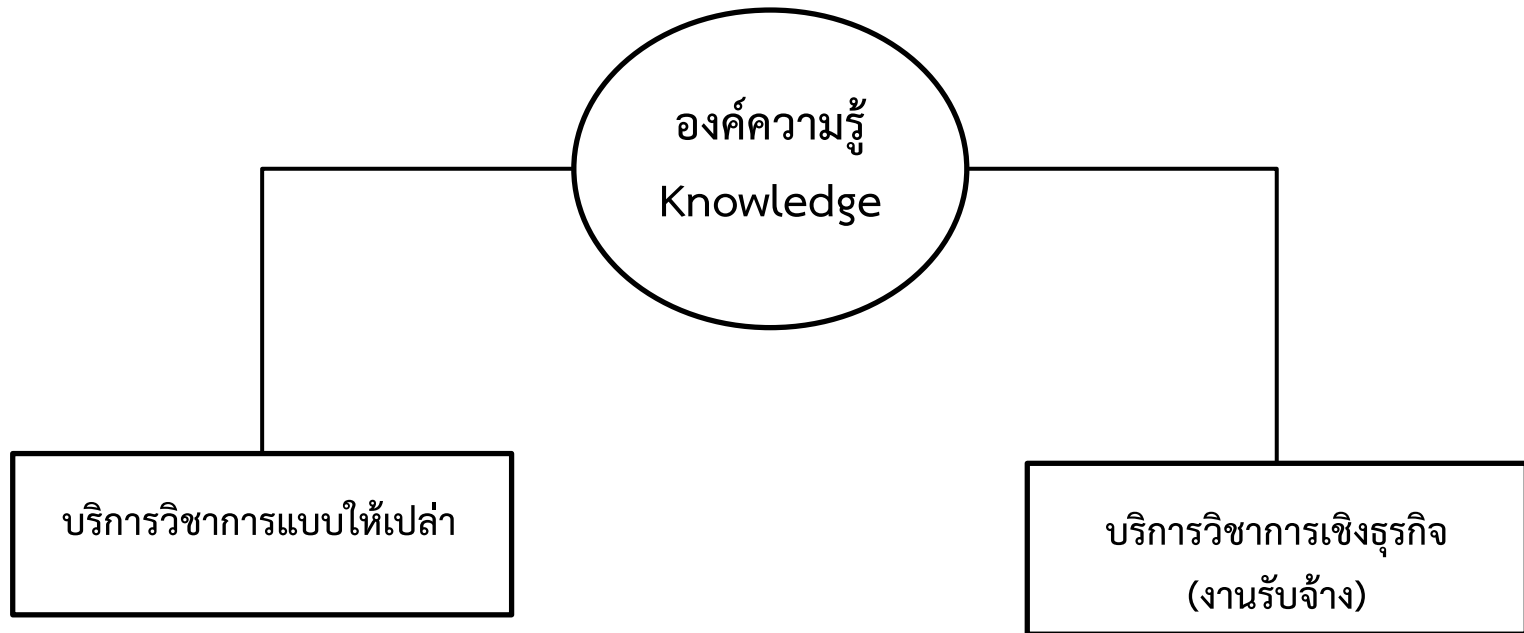 องค์ความรู้
Knowledge
บริการวิชาการแบบให้เปล่า
บริการวิชาการเชิงธุรกิจ
(งานรับจ้าง)